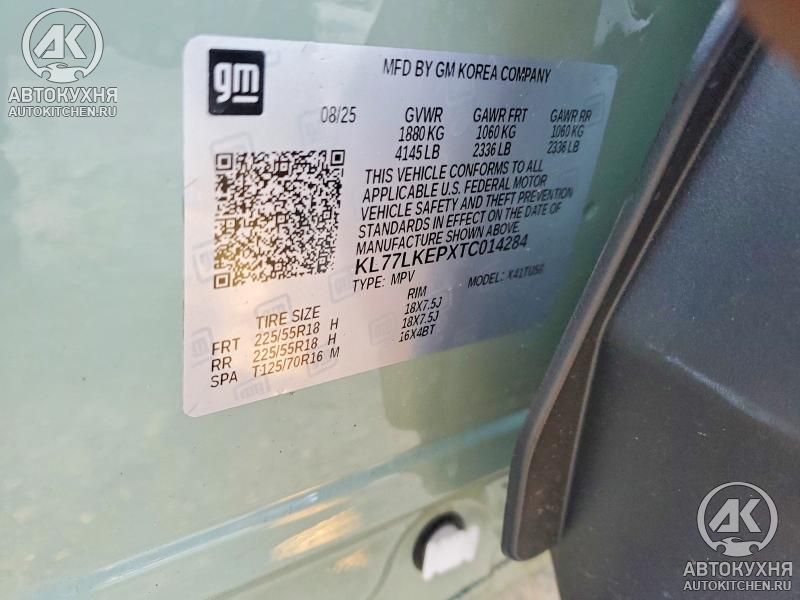 AK
АВТОКУХНЯ
AUTOKITCHEN.RU
gm
MFD BY GM KOREA COMPANY
08/25 GVWR GAWR FRT GAWR RR
1880 KG 1060 KG 1060 KG
4145 LB 2336 LB 2336 LB
THIS VEHICLE CONFORMS TO ALL
APPLICABLE U.S. FEDERAL MOTOR
VEHICLE SAFETY AND THEFT PREVENTION
STANDARDS IN EFFECT ON THE DATE OF
MANUFACTURE SHOWN ABOVE.
KL77LKEPXTC014284
TYPE: MPV MODEL: X41TU56
TIRE SIZE RIM
FRT 225/55R18 H 18X7.5J
RR 225/55R18 H 18X7.5J
SPA T125/70R16 M 16X4BT
AK
АВТОКУХНЯ
AUTOKITCHEN.RU